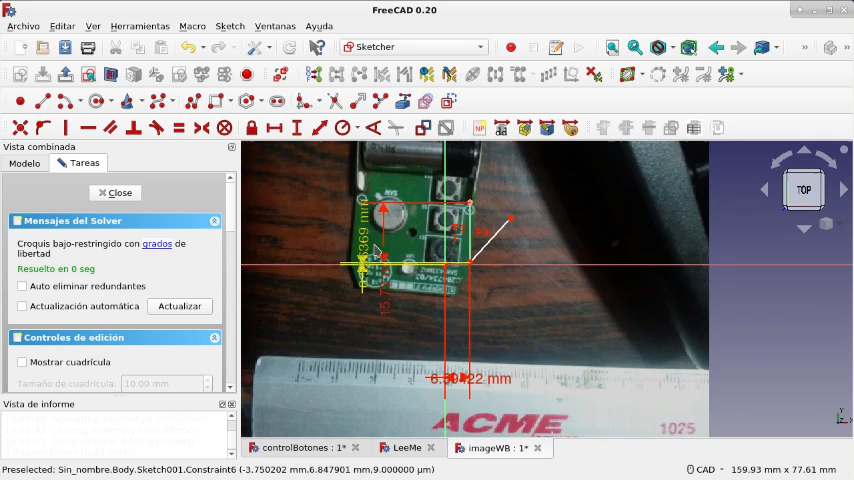 FreeCAD 0.20
Archivo Editar Ver Herramientas Macro Sketch Ventanas Ayuda
Sketcher
Vista combinada
Modelo
Tareas
Close
Mensajes del Solver
Croquis bajo-restringido con grados de
libertad
Resuelto en 0 seg
Auto eliminar redundantes
Actualización automática
Actualizar
Controles de edición
Mostrar cuadrícula
Tamaño de cuadrícula:
10.00 mm
Vista de informe
TOP
ACME
1025
controlBotones : 1*
LeeMe
imageWB : 1*
Preselected: Sin_nombre.Body.Sketch001.Constraint6 (-3.750202 mm,6.847901 mm,9.000000 µm)
CAD
159.93 mm x 77.61 mm